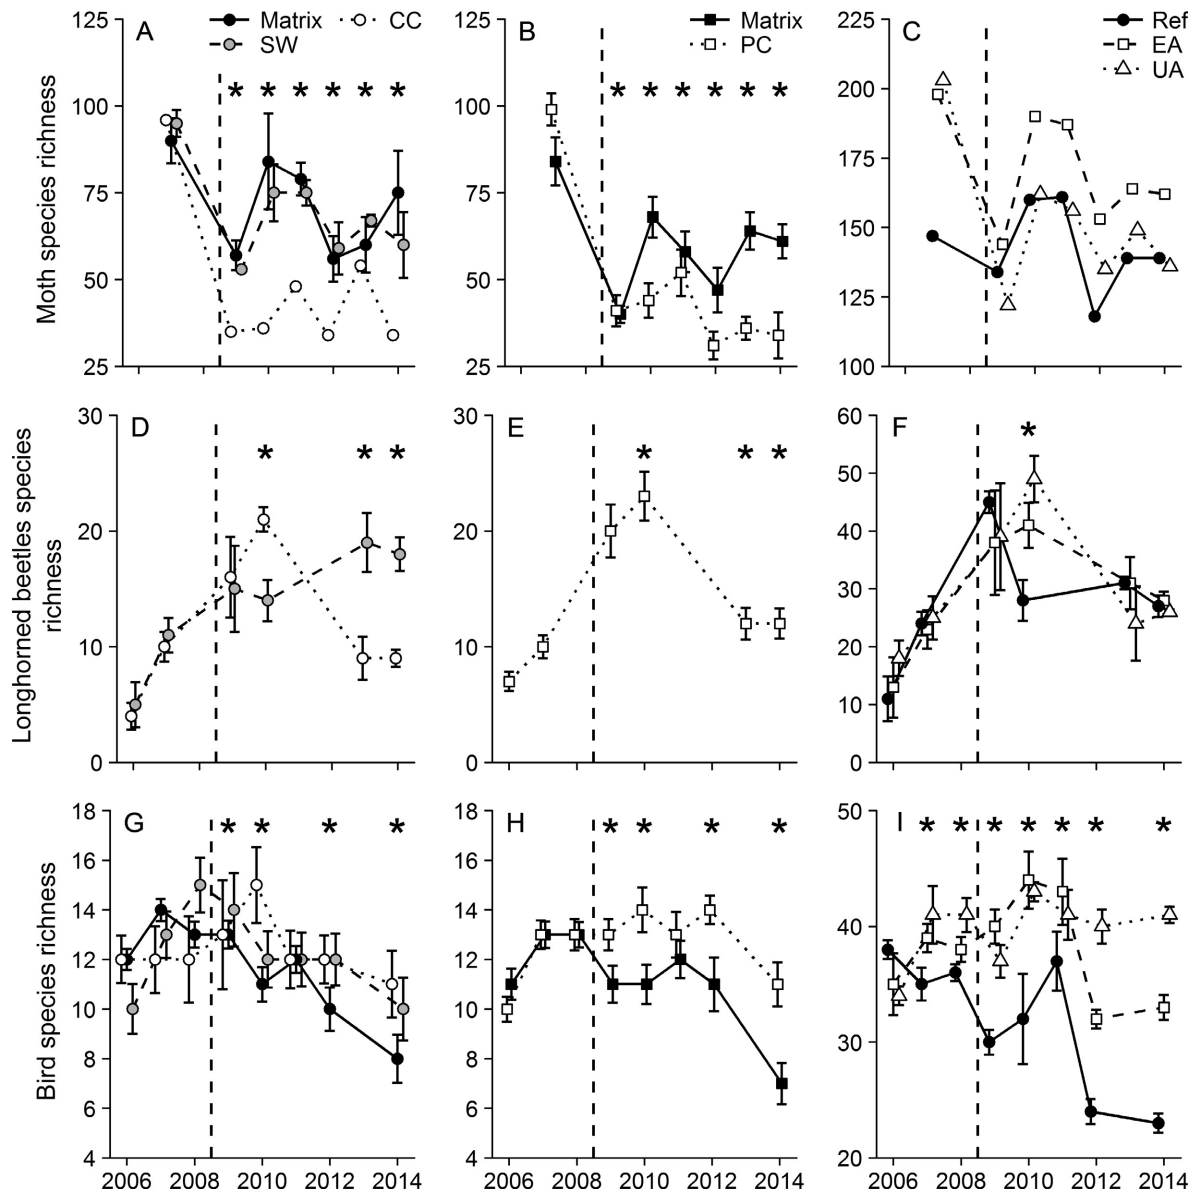 A
Matrix
CC
SW
125
100
75
50
25
Moth species richness
* * * * * *
B
Matrix
PC
125
100
75
50
25
* * * * * *
C
Ref
EA
UA
225
200
175
150
125
100
D
30
20
10
0
Longhorned beetles species
richness
* * *
E
30
20
10
0
* * *
F
60
50
40
30
20
10
0
*
G
18
16
14
12
10
8
6
4
Bird species richness
* * * *
2006 2008 2010 2012 2014
H
18
16
14
12
10
8
6
4
* * * *
2006 2008 2010 2012 2014
I
50
40
30
20
* * * * * * *
2006 2008 2010 2012 2014